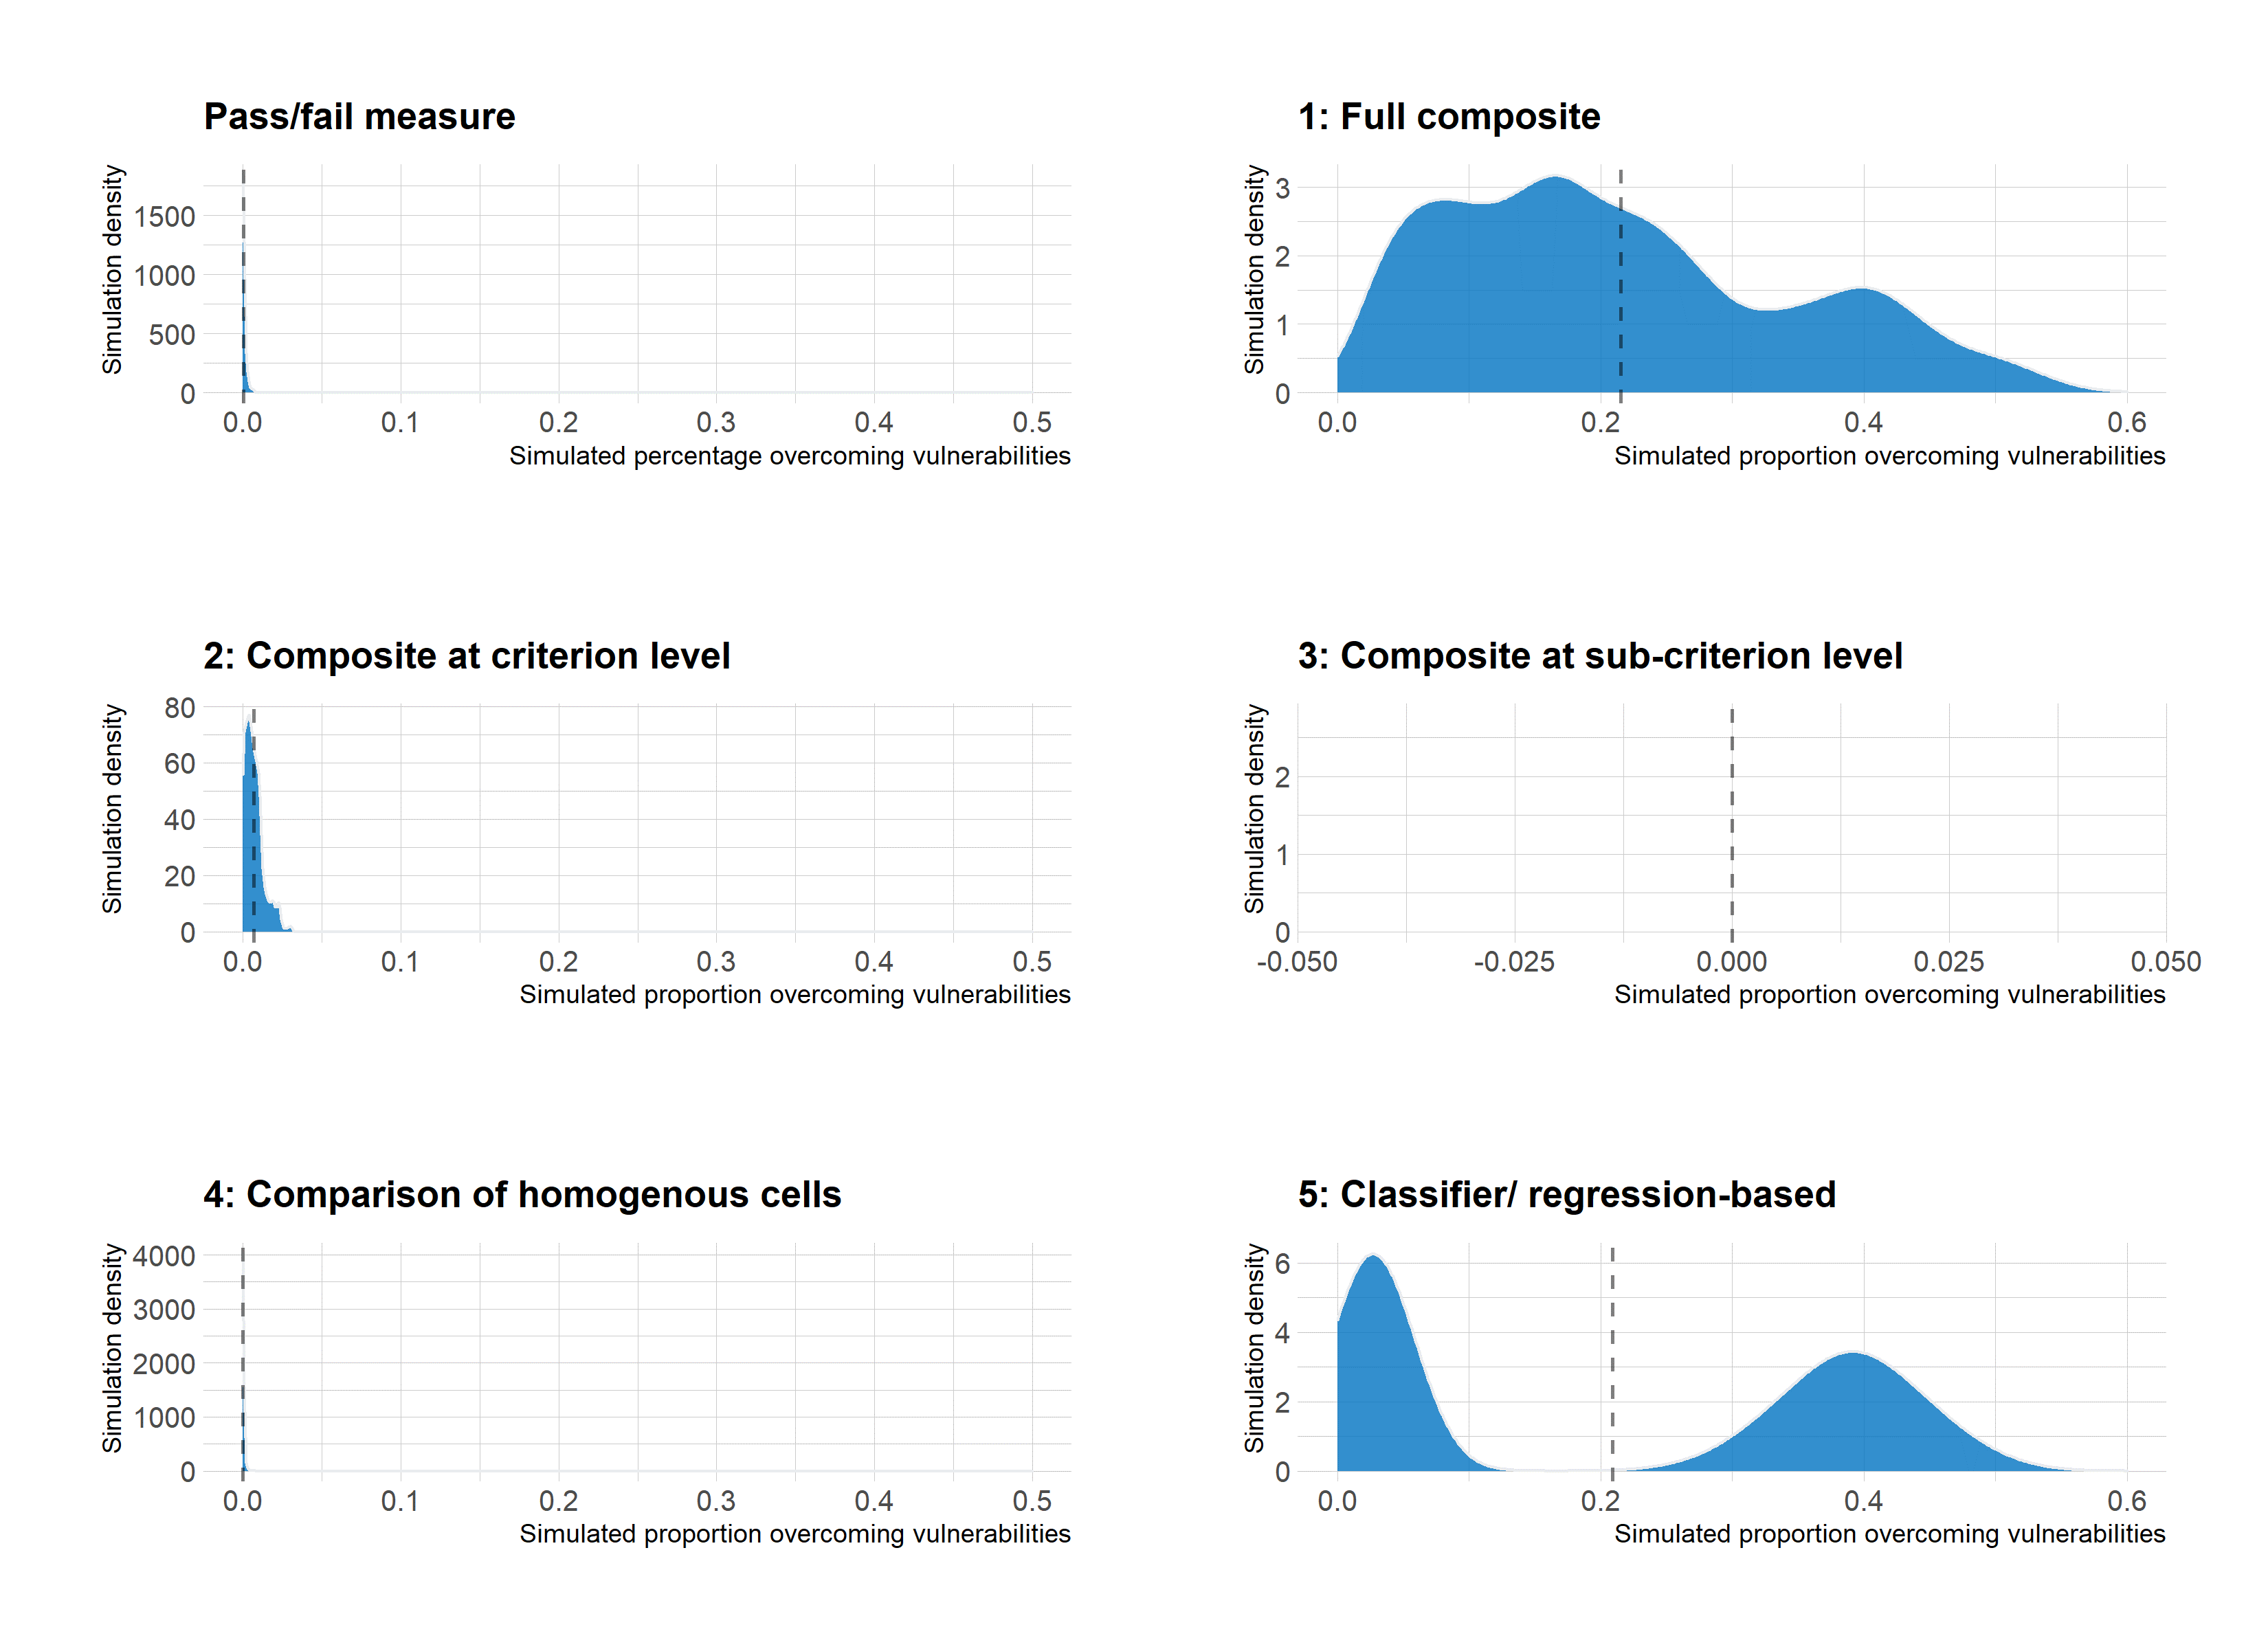 Pass/fail measure
Simulation density
1500
1000
500
0
0.0 0.1 0.2 0.3 0.4 0.5
Simulated percentage overcoming vulnerabilities
1: Full composite
Simulation density
3
2
1
0
0.0 0.2 0.4 0.6
Simulated proportion overcoming vulnerabilities
2: Composite at criterion level
Simulation density
80
60
40
20
0
0.0 0.1 0.2 0.3 0.4 0.5
Simulated proportion overcoming vulnerabilities
3: Composite at sub-criterion level
Simulation density
2
1
0
-0.050 -0.025 0.000 0.025 0.050
Simulated proportion overcoming vulnerabilities
4: Comparison of homogenous cells
Simulation density
4000
3000
2000
1000
0
0.0 0.1 0.2 0.3 0.4 0.5
Simulated proportion overcoming vulnerabilities
5: Classifier/ regression-based
Simulation density
6
4
2
0
0.0 0.2 0.4 0.6
Simulated proportion overcoming vulnerabilities